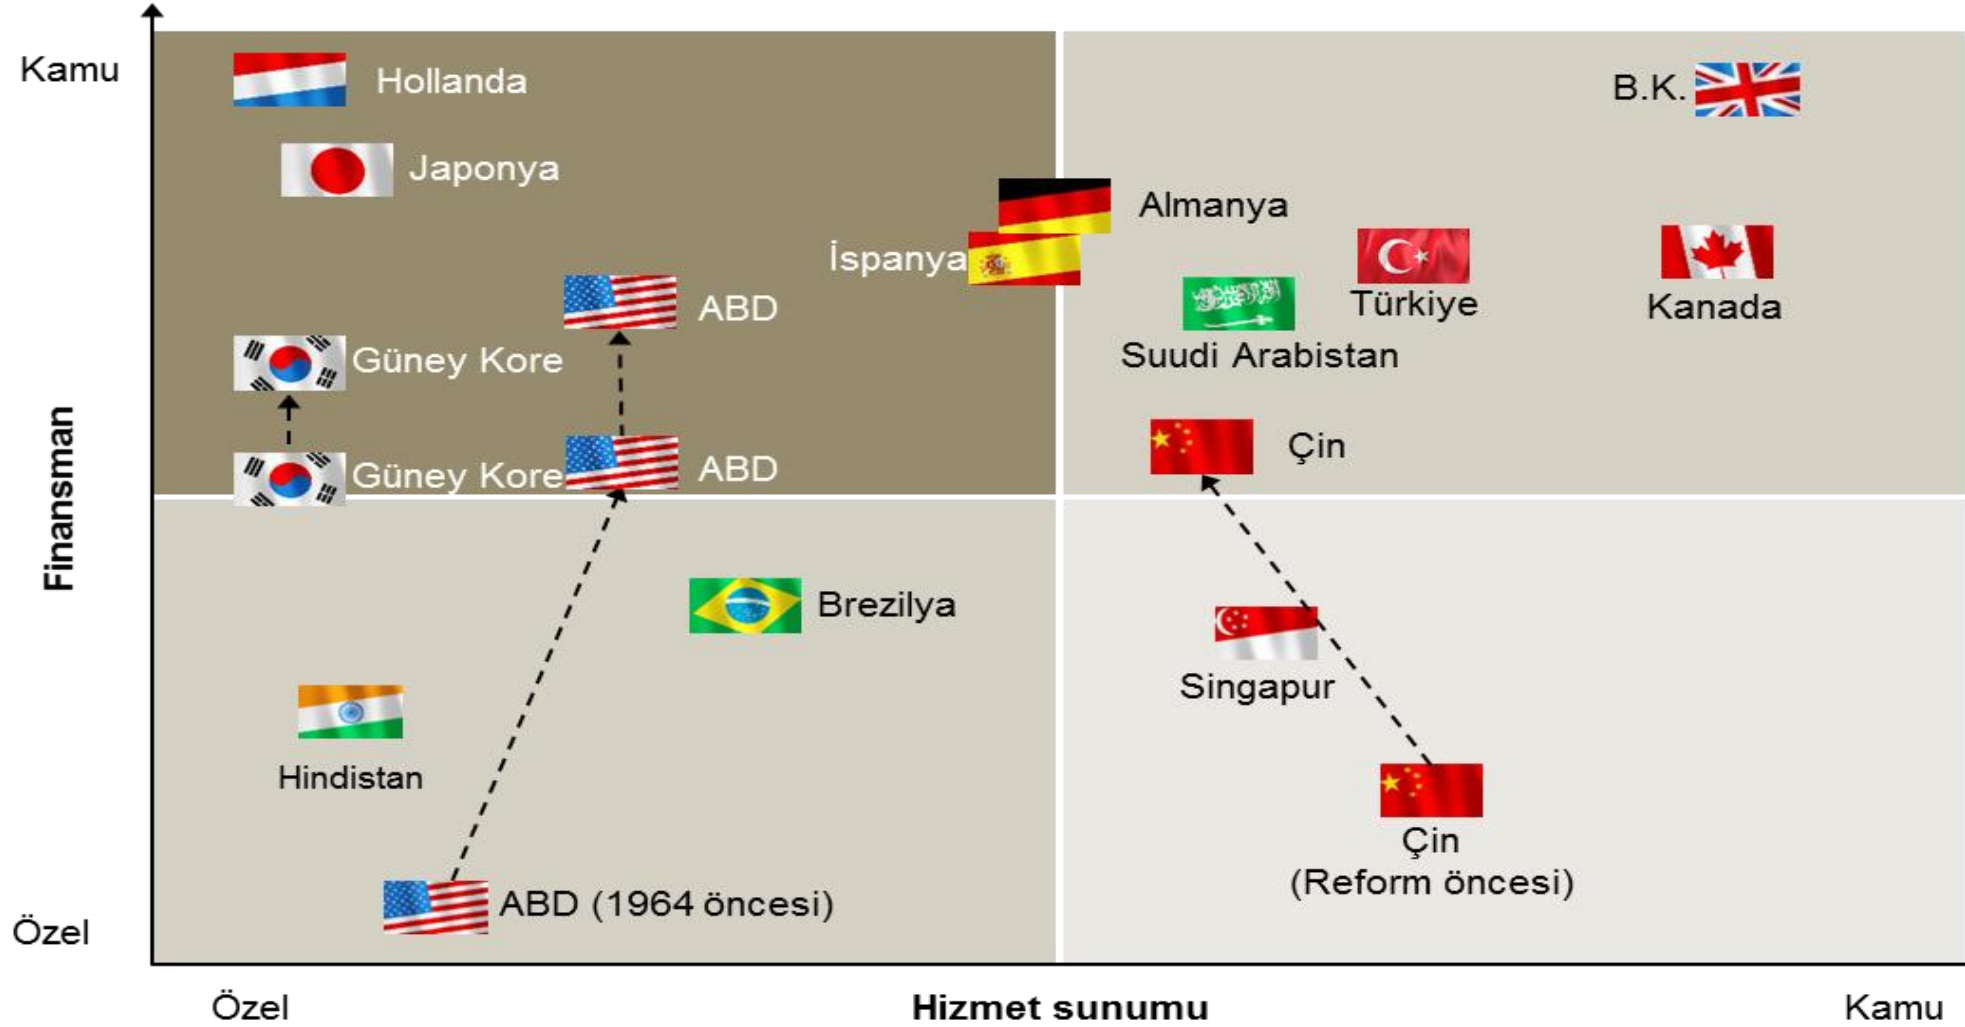 Kamu
Hollanda
B.K.
Japonya
Almanya
İspanya
Türkiye
Kanada
ABD
Suudi Arabistan
Güney Kore
Çin
Güney Kore
ABD
Finansman
Brezilya
Singapur
Hindistan
Çin
(Reform öncesi)
ABD (1964 öncesi)
Özel
Özel
Hizmet sunumu
Kamu